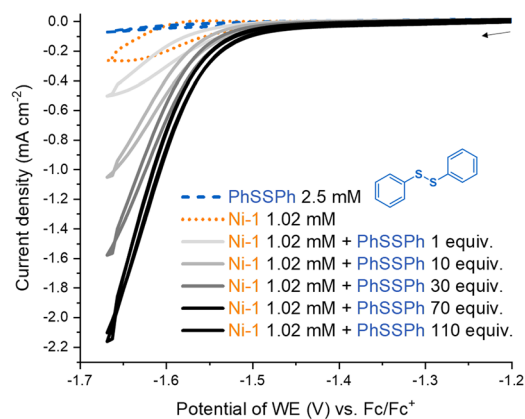 0.0
-0.2
-0.4
-0.6
-0.8
-1.0
-1.2
-1.4
-1.6
-1.8
-2.0
-2.2
Current density (mA cm⁻²)
S
S
PhSSPh 2.5 mM
Ni-1 1.02 mM
Ni-1 1.02 mM + PhSSPh 1 equiv.
Ni-1 1.02 mM + PhSSPh 10 equiv.
Ni-1 1.02 mM + PhSSPh 30 equiv.
Ni-1 1.02 mM + PhSSPh 70 equiv.
Ni-1 1.02 mM + PhSSPh 110 equiv.
-1.7 -1.6 -1.5 -1.4 -1.3 -1.2
Potential of WE (V) vs. Fc/Fc⁺